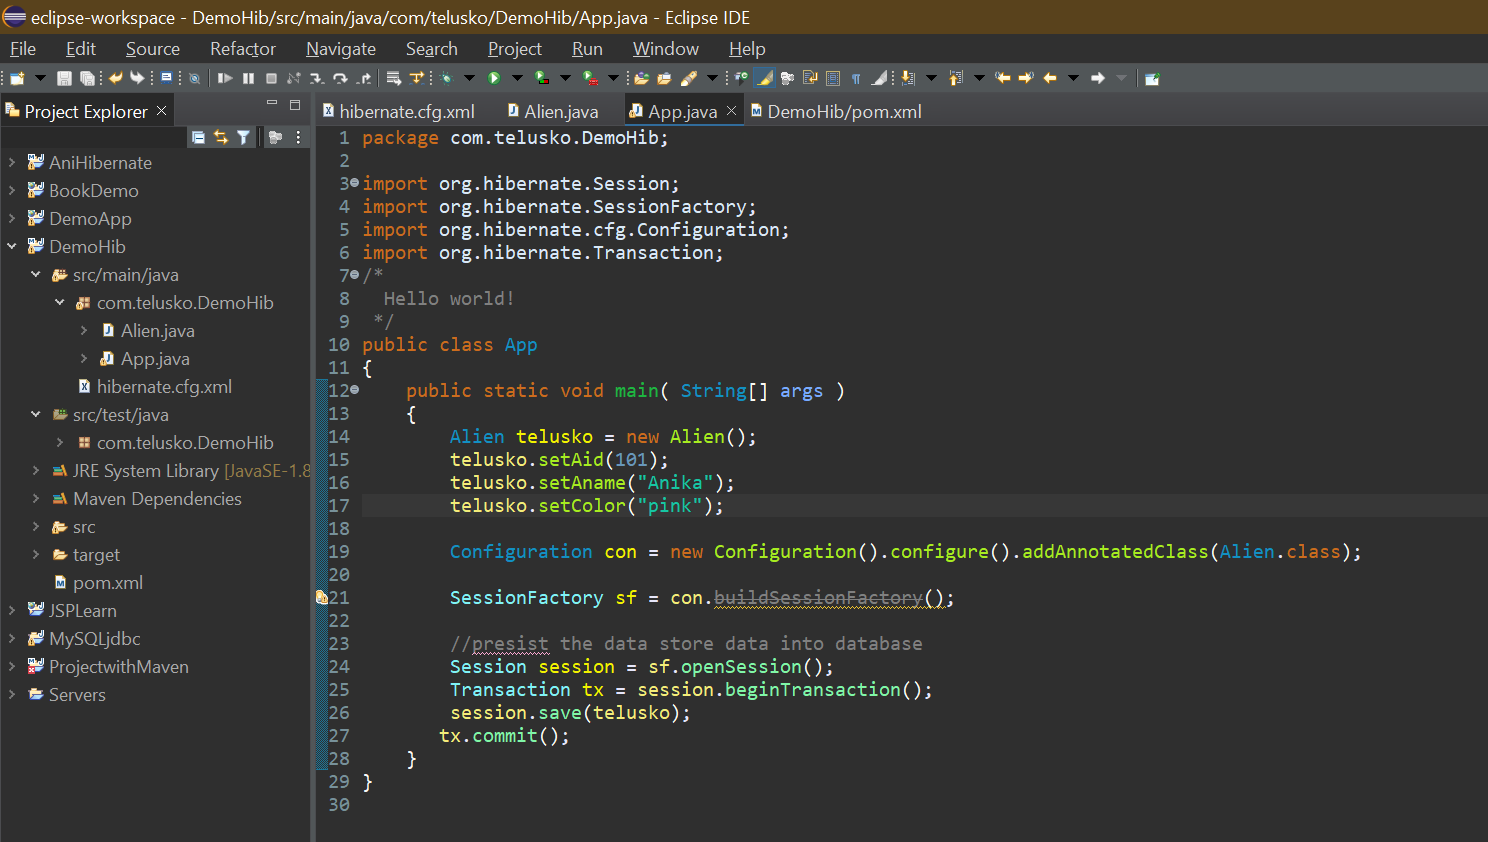 eclipse-workspace - DemoHib/src/main/java/com/telusko/DemoHib/App.java - Eclipse IDE
File Edit Source Refactor Navigate Search Project Run Window Help
Project Explorer
AniHibernate
BookDemo
DemoApp
DemoHib
src/main/java
com.telusko.DemoHib
Alien.java
App.java
hibernate.cfg.xml
src/test/java
com.telusko.DemoHib
JRE System Library [JavaSE-1.8
Maven Dependencies
src
target
pom.xml
JSPLearn
MySQLjdbc
ProjectwithMaven
Servers
hibernate.cfg.xml Alien.java App.java DemoHib/pom.xml
1 package com.telusko.DemoHib;
2
3 import org.hibernate.Session;
4 import org.hibernate.SessionFactory;
5 import org.hibernate.cfg.Configuration;
6 import org.hibernate.Transaction;
7 /*
8 Hello world!
9 */
10 public class App
11 {
12 public static void main( String[] args )
13 {
14 Alien telusko = new Alien();
15 telusko.setAid(101);
16 telusko.setAname("Anika");
17 telusko.setColor("pink");
18
19 Configuration con = new Configuration().configure().addAnnotatedClass(Alien.class);
20
21 SessionFactory sf = con.buildSessionFactory();
22
23 //presist the data store data into database
24 Session session = sf.openSession();
25 Transaction tx = session.beginTransaction();
26 session.save(telusko);
27 tx.commit();
28 }
29 }
30